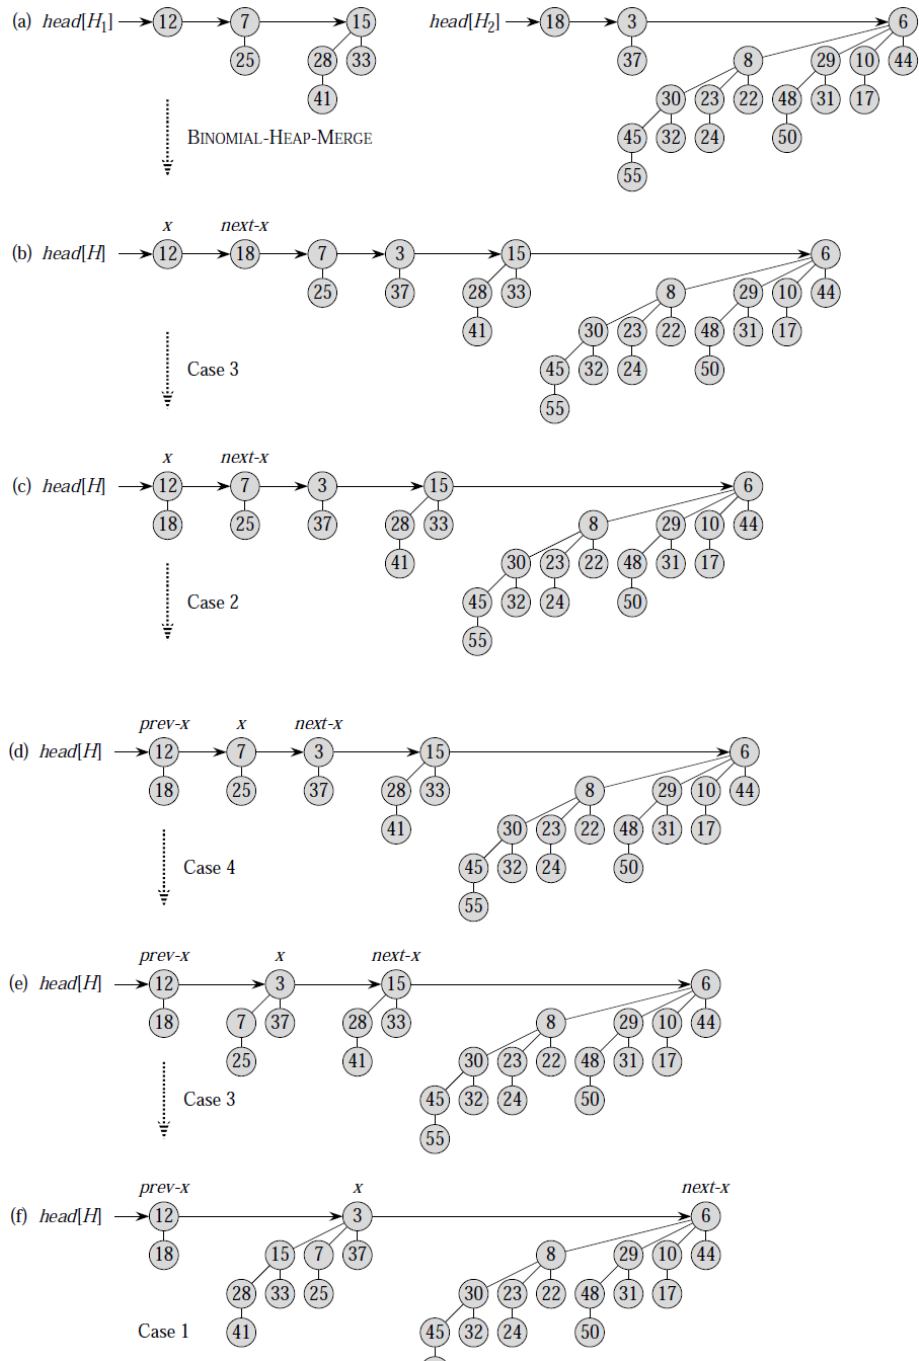 (a) head[H1] 12 7 15 head[H2] 18 3 6
25 28 33 37 8 29 10 44
41 30 23 22 48 31 17
BINOMIAL-HEAP-MERGE 45 32 24 50
55
x next-x
(b) head[H] 12 18 7 3 15 6
25 37 28 33 8 29 10 44
41 30 23 22 48 31 17
Case 3 45 32 24 50
55
x next-x
(c) head[H] 12 7 3 15 6
18 25 37 28 33 8 29 10 44
41 30 23 22 48 31 17
Case 2 45 32 24 50
55
prev-x x next-x
(d) head[H] 12 7 3 15 6
18 25 37 28 33 8 29 10 44
41 30 23 22 48 31 17
Case 4 45 32 24 50
55
prev-x x next-x
(e) head[H] 12 3 15 6
18 7 37 28 33 8 29 10 44
25 41 30 23 22 48 31 17
Case 3 45 32 24 50
55
prev-x x next-x
(f) head[H] 12 3 6
18 15 7 37 8 29 10 44
28 33 25 30 23 22 48 31 17
Case 1 41 45 32 24 50